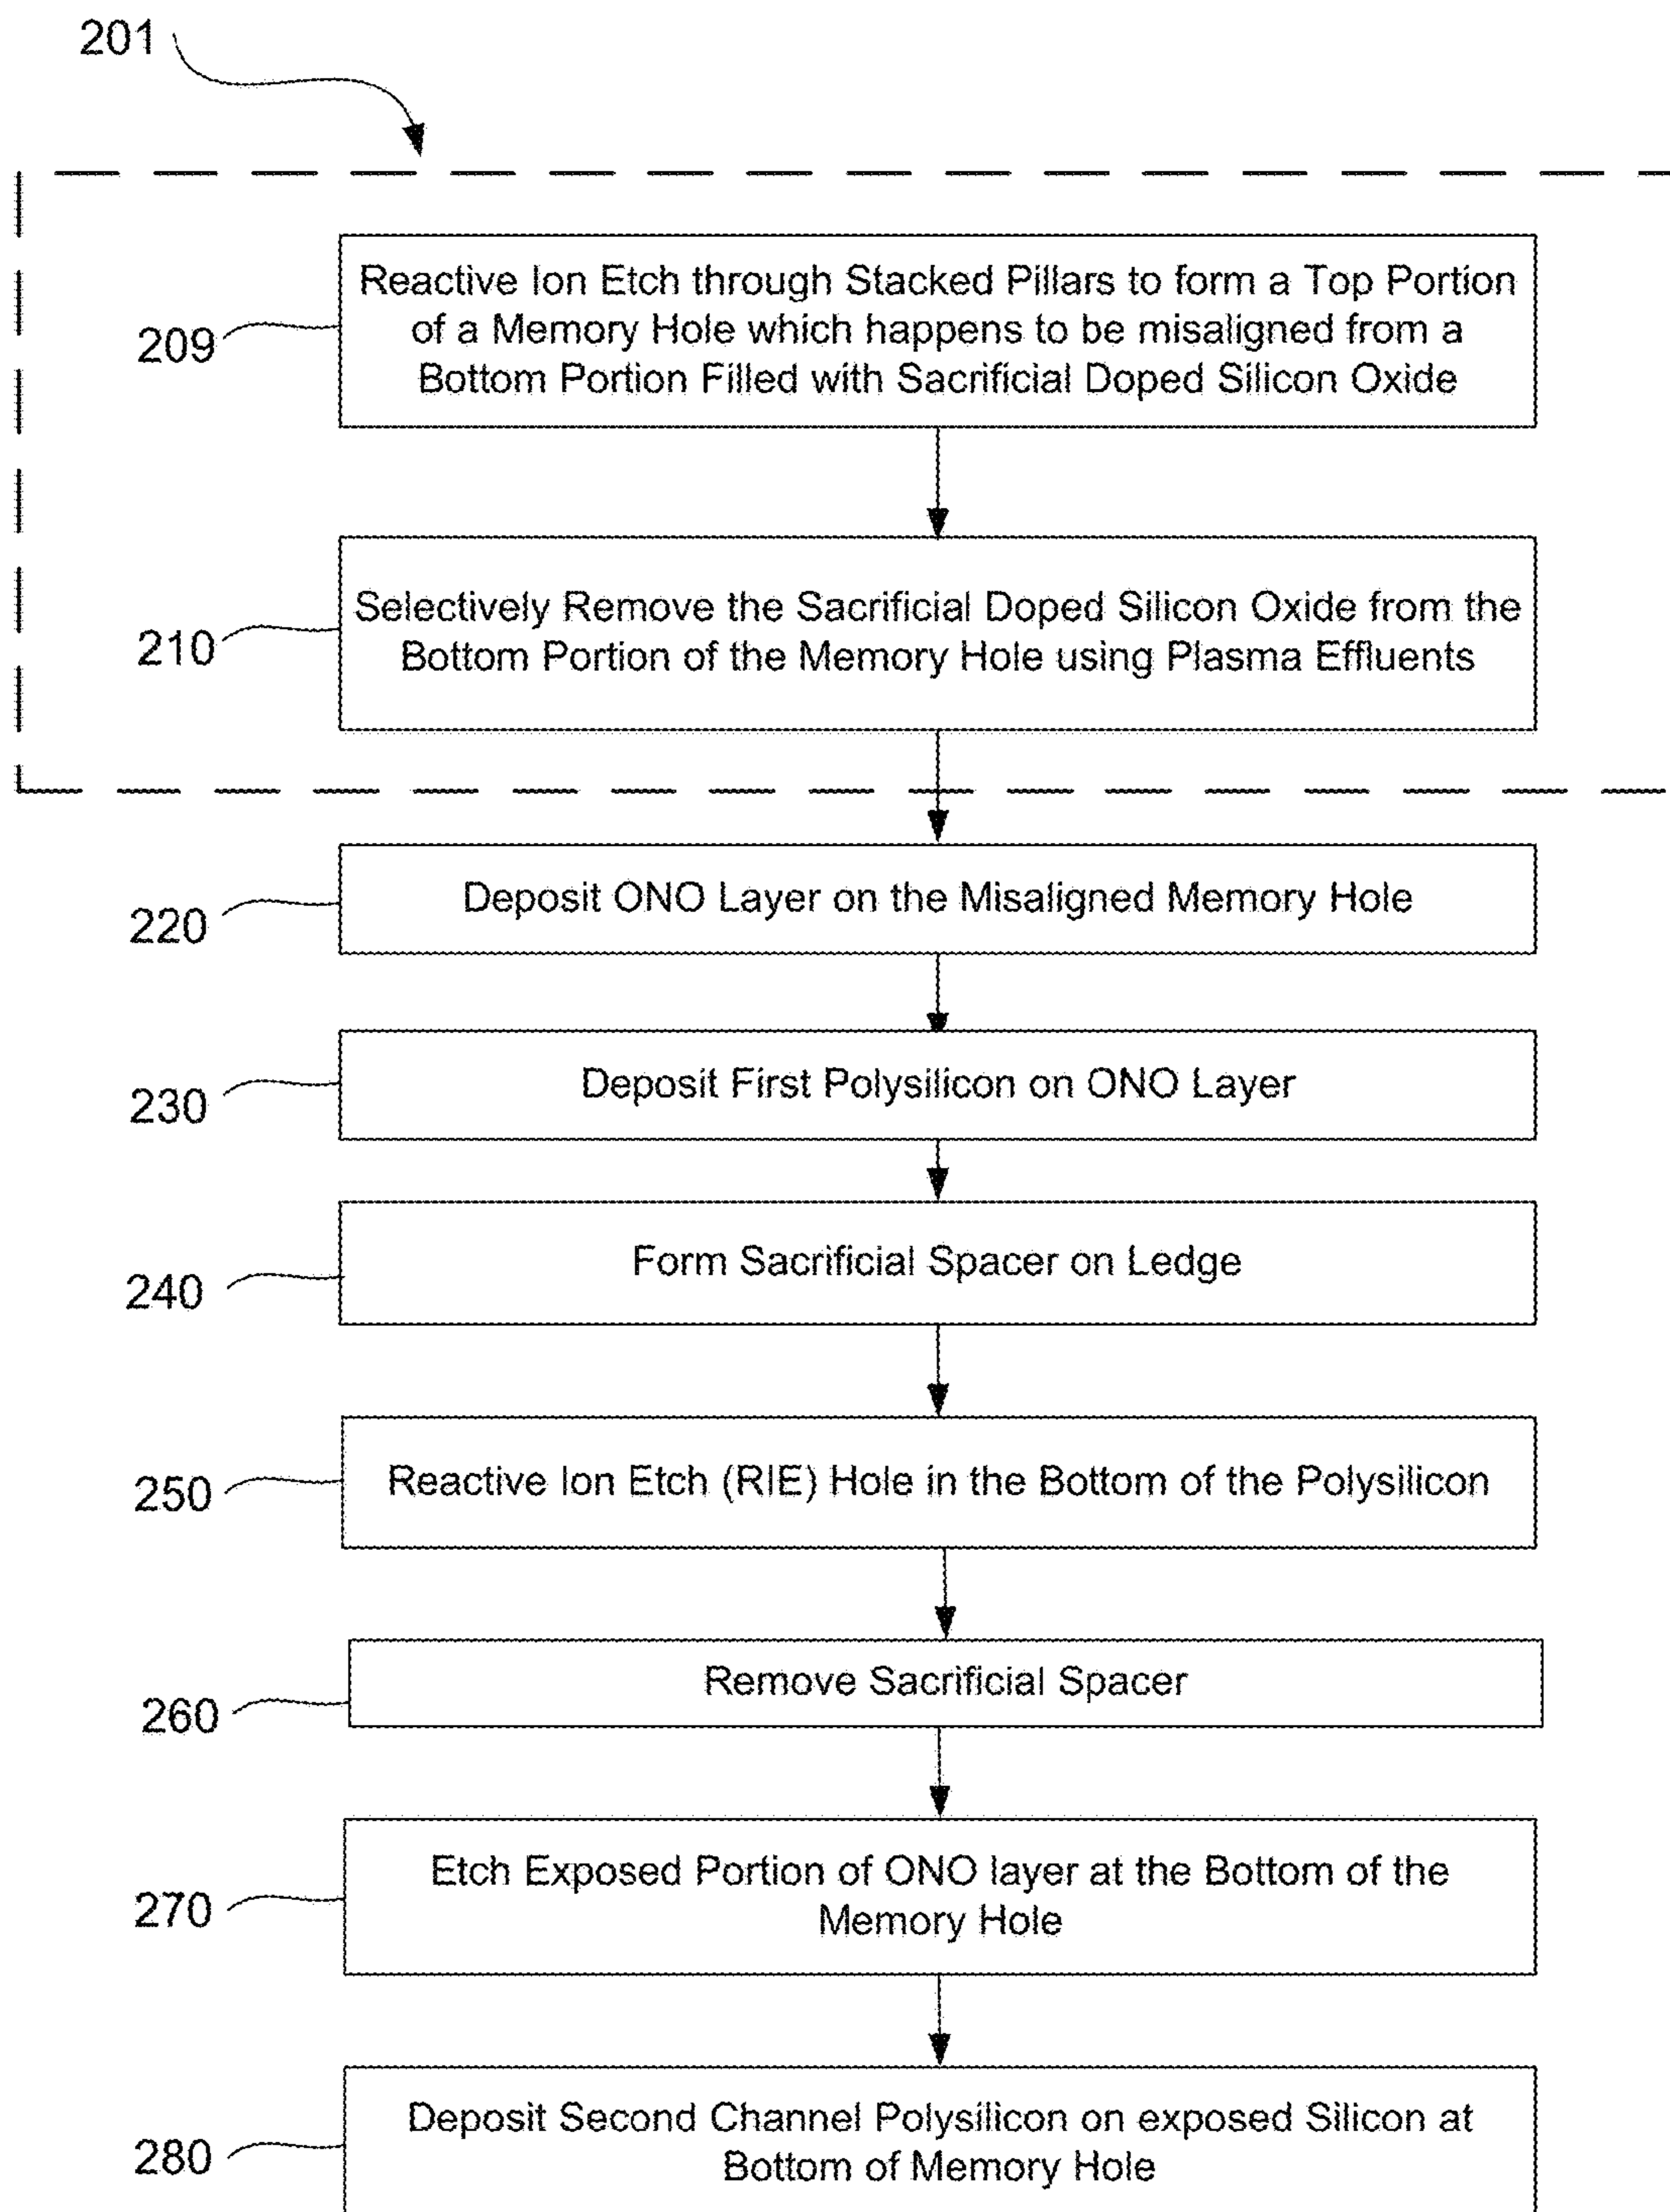 201
209
Reactive Ion Etch through Stacked Pillars to form a Top Portion
of a Memory Hole which happens to be misaligned from a
Bottom Portion Filled with Sacrificial Doped Silicon Oxide
210
Selectively Remove the Sacrificial Doped Silicon Oxide from the
Bottom Portion of the Memory Hole using Plasma Effluents
220
Deposit ONO Layer on the Misaligned Memory Hole
230
Deposit First Polysilicon on ONO Layer
240
Form Sacrificial Spacer on Ledge
250
Reactive Ion Etch (RIE) Hole in the Bottom of the Polysilicon
260
Remove Sacrificial Spacer
270
Etch Exposed Portion of ONO layer at the Bottom of the
Memory Hole
280
Deposit Second Channel Polysilicon on exposed Silicon at
Bottom of Memory Hole